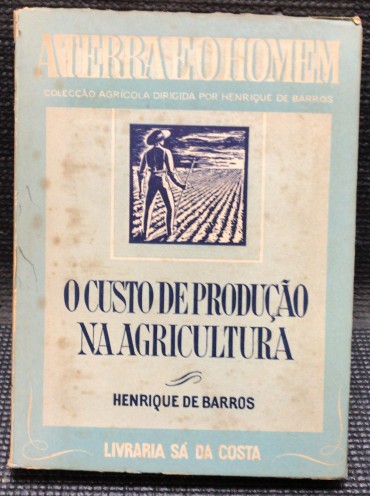 A TERRA E O HOMEM
COLECÇÃO AGRÍCOLA DIRIGIDA POR HENRIQUE DE BARROS
O CUSTO DE PRODUÇÃO
NA AGRICULTURA
HENRIQUE DE BARROS
LIVRARIA SÁ DA COSTA